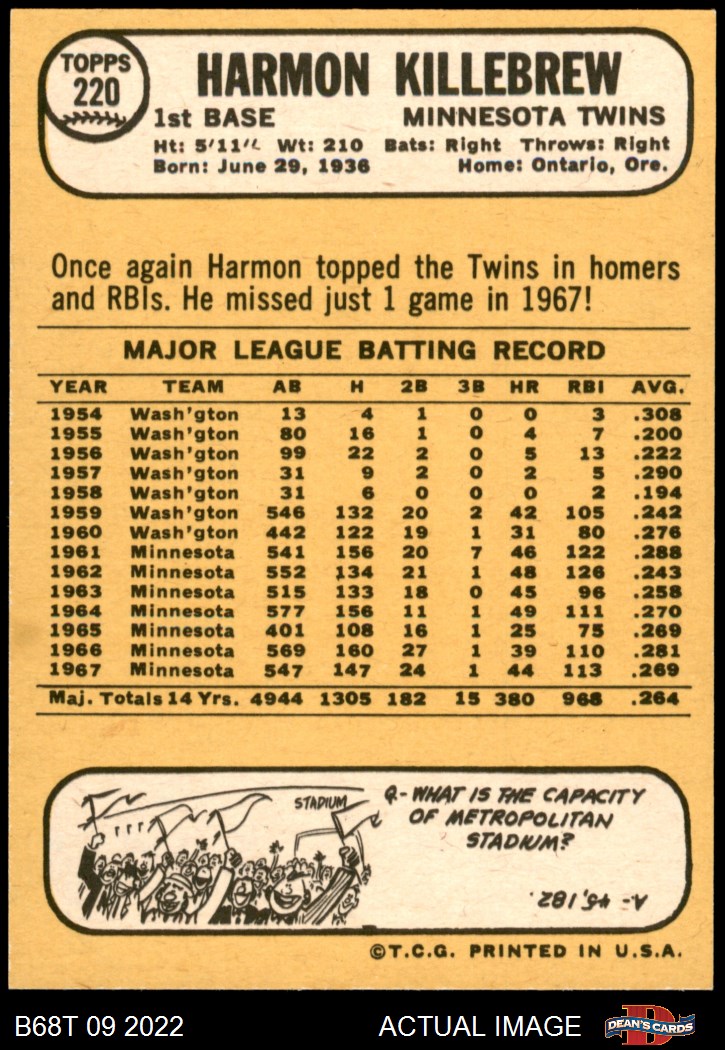 TOPPS
220
HARMON KILLEBREW
1st BASE MINNESOTA TWINS
Ht: 5'11" Wt: 210 Bats: Right Throws: Right
Born: June 29, 1936 Home: Ontario, Ore.
Once again Harmon topped the Twins in homers
and RBIs. He missed just 1 game in 1967!
MAJOR LEAGUE BATTING RECORD
YEAR TEAM AB H 2B 3B HR RBI AVG.
1954 Wash'gton 13 4 1 0 0 3 .308
1955 Wash'gton 80 16 1 0 4 7 .200
1956 Wash'gton 99 22 2 0 5 13 .222
1957 Wash'gton 31 9 2 0 2 5 .290
1958 Wash'gton 31 6 0 0 0 2 .194
1959 Wash'gton 546 132 20 2 42 105 .242
1960 Wash'gton 442 122 19 1 31 80 .276
1961 Minnesota 541 156 20 7 46 122 .288
1962 Minnesota 552 134 21 1 48 126 .243
1963 Minnesota 515 133 18 0 45 96 .258
1964 Minnesota 577 156 11 1 49 111 .270
1965 Minnesota 401 108 16 1 25 75 .269
1966 Minnesota 569 160 27 1 39 110 .281
1967 Minnesota 547 147 24 1 44 113 .269
Maj. Totals 14 Yrs. 4944 1305 182 15 380 968 .264
STADIUM
Q-WHAT IS THE CAPACITY
OF METROPOLITAN
STADIUM?
A-45,182.
©T.C.G. PRINTED IN U.S.A.
B68T 09 2022 ACTUAL IMAGE
D
DEAN'S CARDS